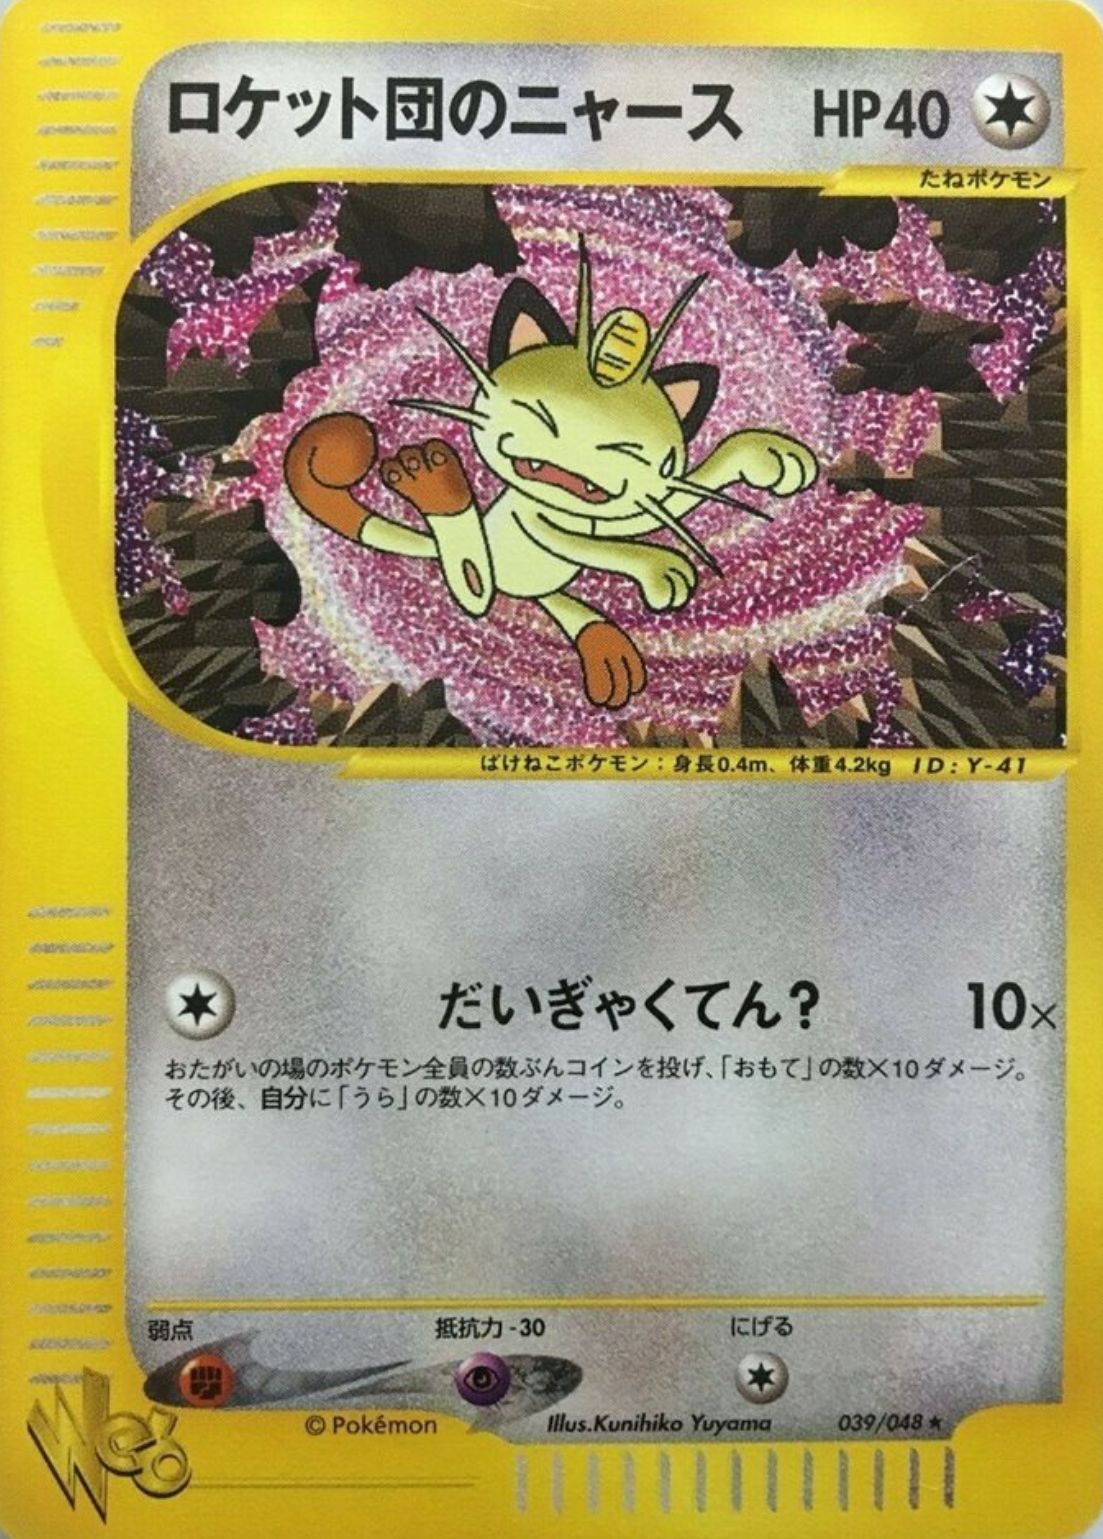 ロケット団のニャース HP40
たねポケモン
ばけねこポケモン：身長0.4m、体重4.2kg ID:Y-41
だいぎゃくてん？ 10×
おたがいの場のポケモン全員の数ぶんコインを投げ、「おもて」の数×10ダメージ。
その後、自分に「うら」の数×10ダメージ。
弱点 抵抗力-30 にげる
Web
© Pokémon Illus.Kunihiko Yuyama 039/048★